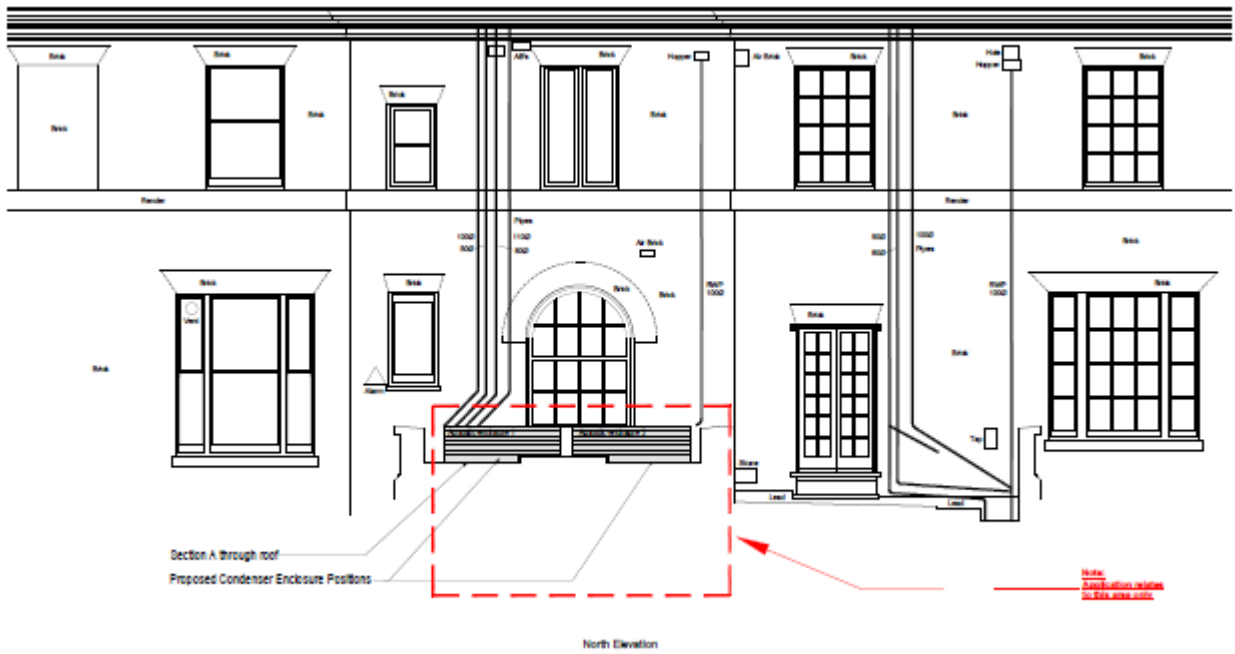 Brick
Brick
AB's
Brick
Hopper
Air Brick
Brick
Hole
Hopper
Brick
Brick
Brick
Brick
Brick
Brick
Brick
Render
Render
Pipes
100Ø
110Ø
50Ø
60Ø
Air Brick
50Ø
100Ø
60Ø
Pipes
Brick
Brick
Brick
Brick
Brick
RWP
100Ø
RWP
100Ø
Brick
Vent
Brick
Brick
Brick
Alarm
Tap
Stone
Lead
Lead
Section A through roof
Proposed Condenser Enclosure Positions
Note:
Application relates
to this area only
North Elevation